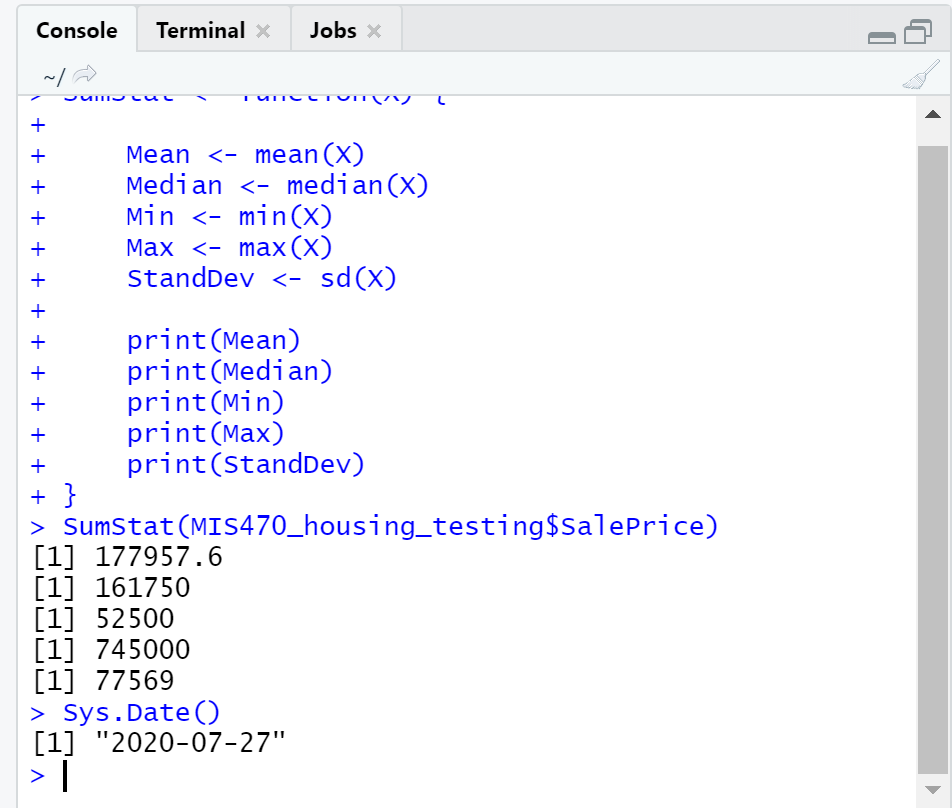 Console Terminal Jobs
~/
> SumStat <- function(X) {
+
+     Mean <- mean(X)
+     Median <- median(X)
+     Min <- min(X)
+     Max <- max(X)
+     StandDev <- sd(X)
+
+     print(Mean)
+     print(Median)
+     print(Min)
+     print(Max)
+     print(StandDev)
+ }
> SumStat(MIS470_housing_testing$SalePrice)
[1] 177957.6
[1] 161750
[1] 52500
[1] 745000
[1] 77569
> Sys.Date()
[1] "2020-07-27"
>